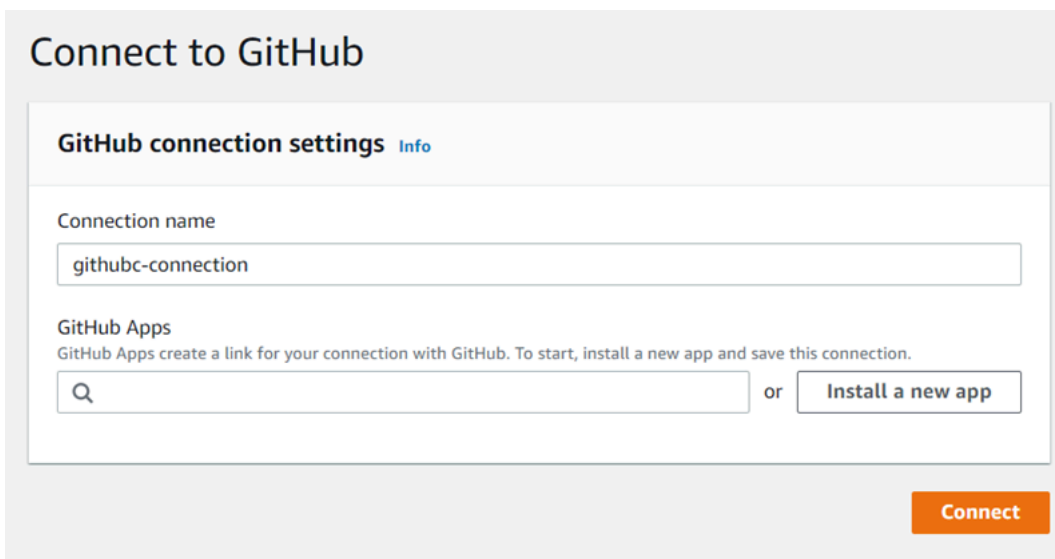 Connect to GitHub
GitHub connection settings Info
Connection name
githubc-connection
GitHub Apps
GitHub Apps create a link for your connection with GitHub. To start, install a new app and save this connection.
or Install a new app
Connect